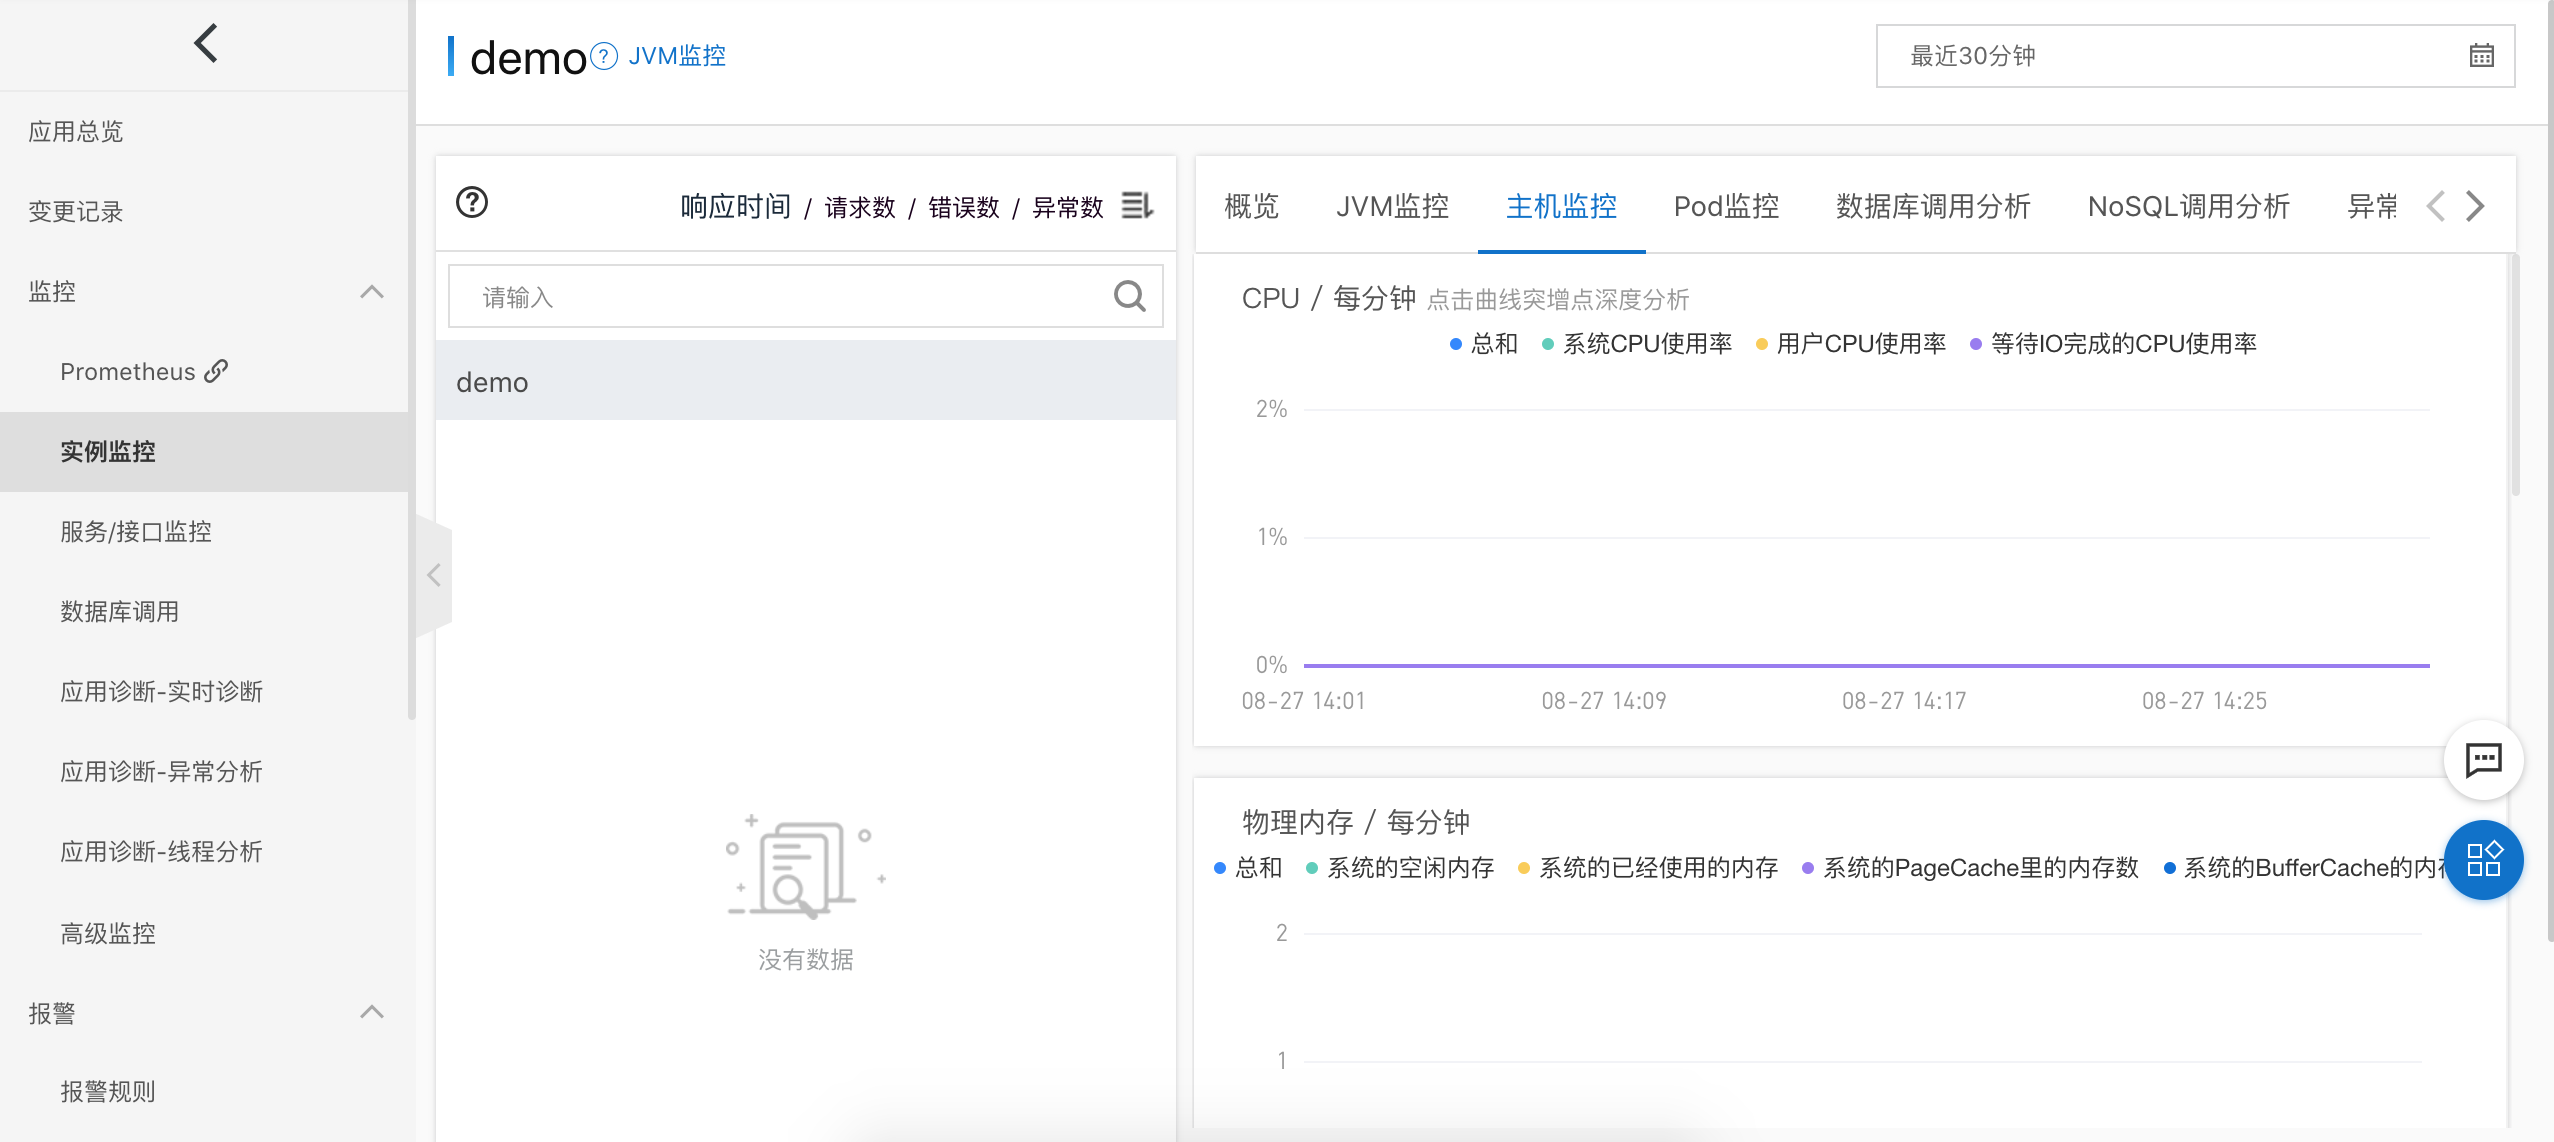 demo ? JVM监控
最近30分钟
应用总览
变更记录
监控
Prometheus
实例监控
服务/接口监控
数据库调用
应用诊断-实时诊断
应用诊断-异常分析
应用诊断-线程分析
高级监控
报警
报警规则
? 响应时间 / 请求数 / 错误数 / 异常数
请输入
demo
没有数据
概览 JVM监控 主机监控 Pod监控 数据库调用分析 NoSQL调用分析 异常
CPU / 每分钟 点击曲线突增点深度分析
总和 系统CPU使用率 用户CPU使用率 等待IO完成的CPU使用率
2%
1%
0%
08-27 14:01 08-27 14:09 08-27 14:17 08-27 14:25
物理内存 / 每分钟
总和 系统的空闲内存 系统的已经使用的内存 系统的PageCache里的内存数 系统的BufferCache的内
2
1